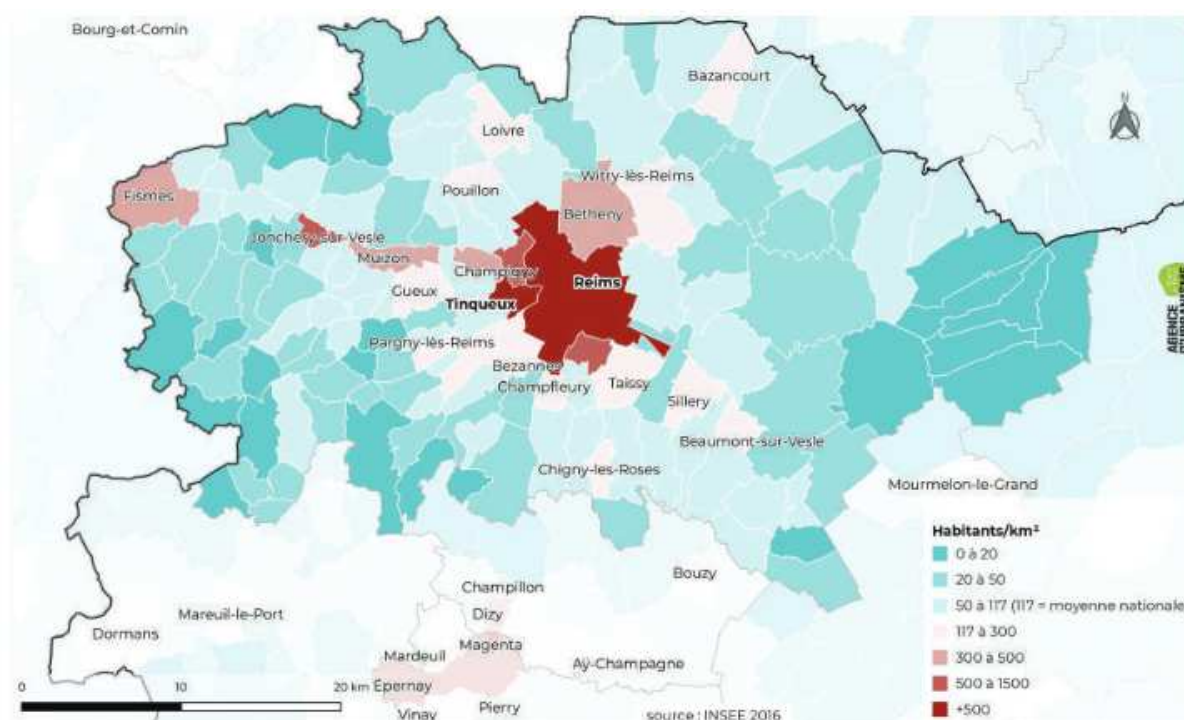 Bourg-et-Comin
Bazancourt
N
Loivre
Witry-lès-Reims
Fismes
Pouillon
Bétheny
Jonchery-sur-Vesle
Muizon
Champigny
Reims
Gueux
Tinqueux
Pargny-lès-Reims
Bezannes
Taissy
Champfleury
Sillery
Beaumont-sur-Vesle
Chigny-les-Roses
Mourmelon-le-Grand
AGENCE
D'URBANISME
Habitants/km²
0 à 20
20 à 50
50 à 117 (117 = moyenne nationale
117 à 300
300 à 500
500 à 1500
+500
Bouzy
Champillon
Mareuil-le-Port
Dizy
Dormans
Magenta
Mardeuil
Aÿ-Champagne
0 10 20 km
Épernay
Vinay
Pierry
source : INSEE 2016